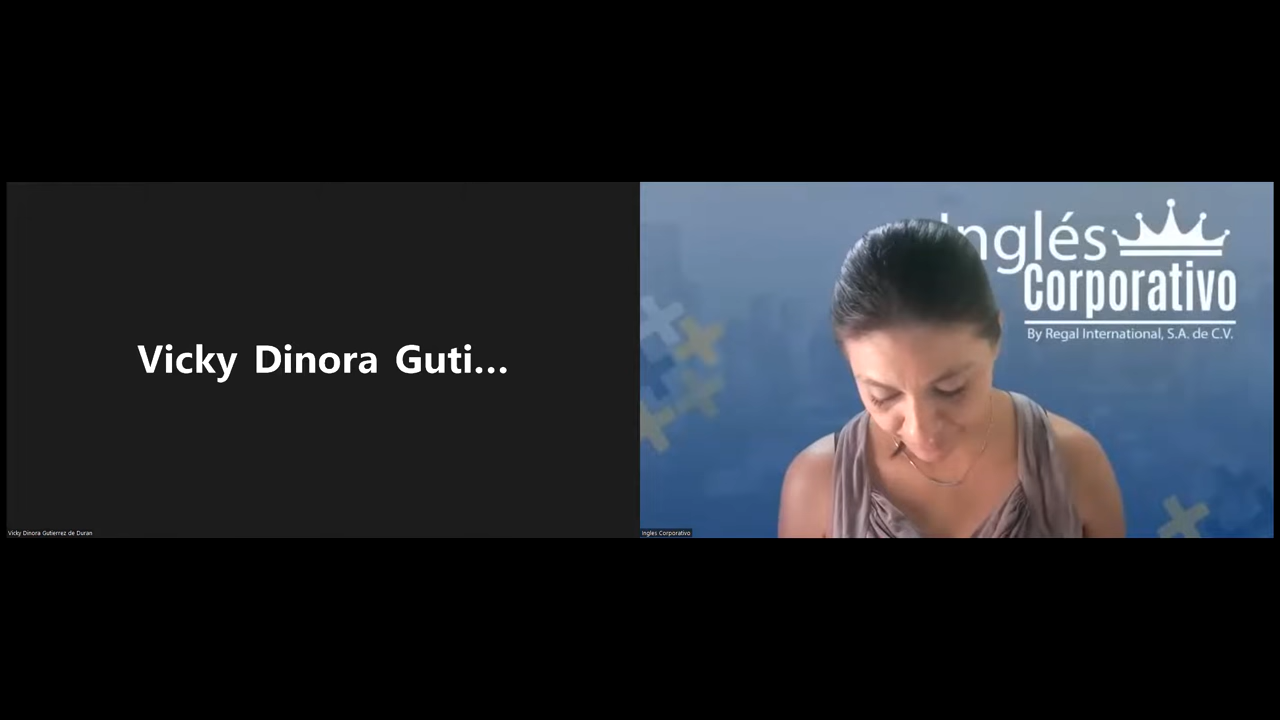 Vicky Dinora Guti...
Vicky Dinora Gutierrez de Duran
Inglés
Corporativo
By Regal International, S.A. de C.V.
Ingles Corporativo